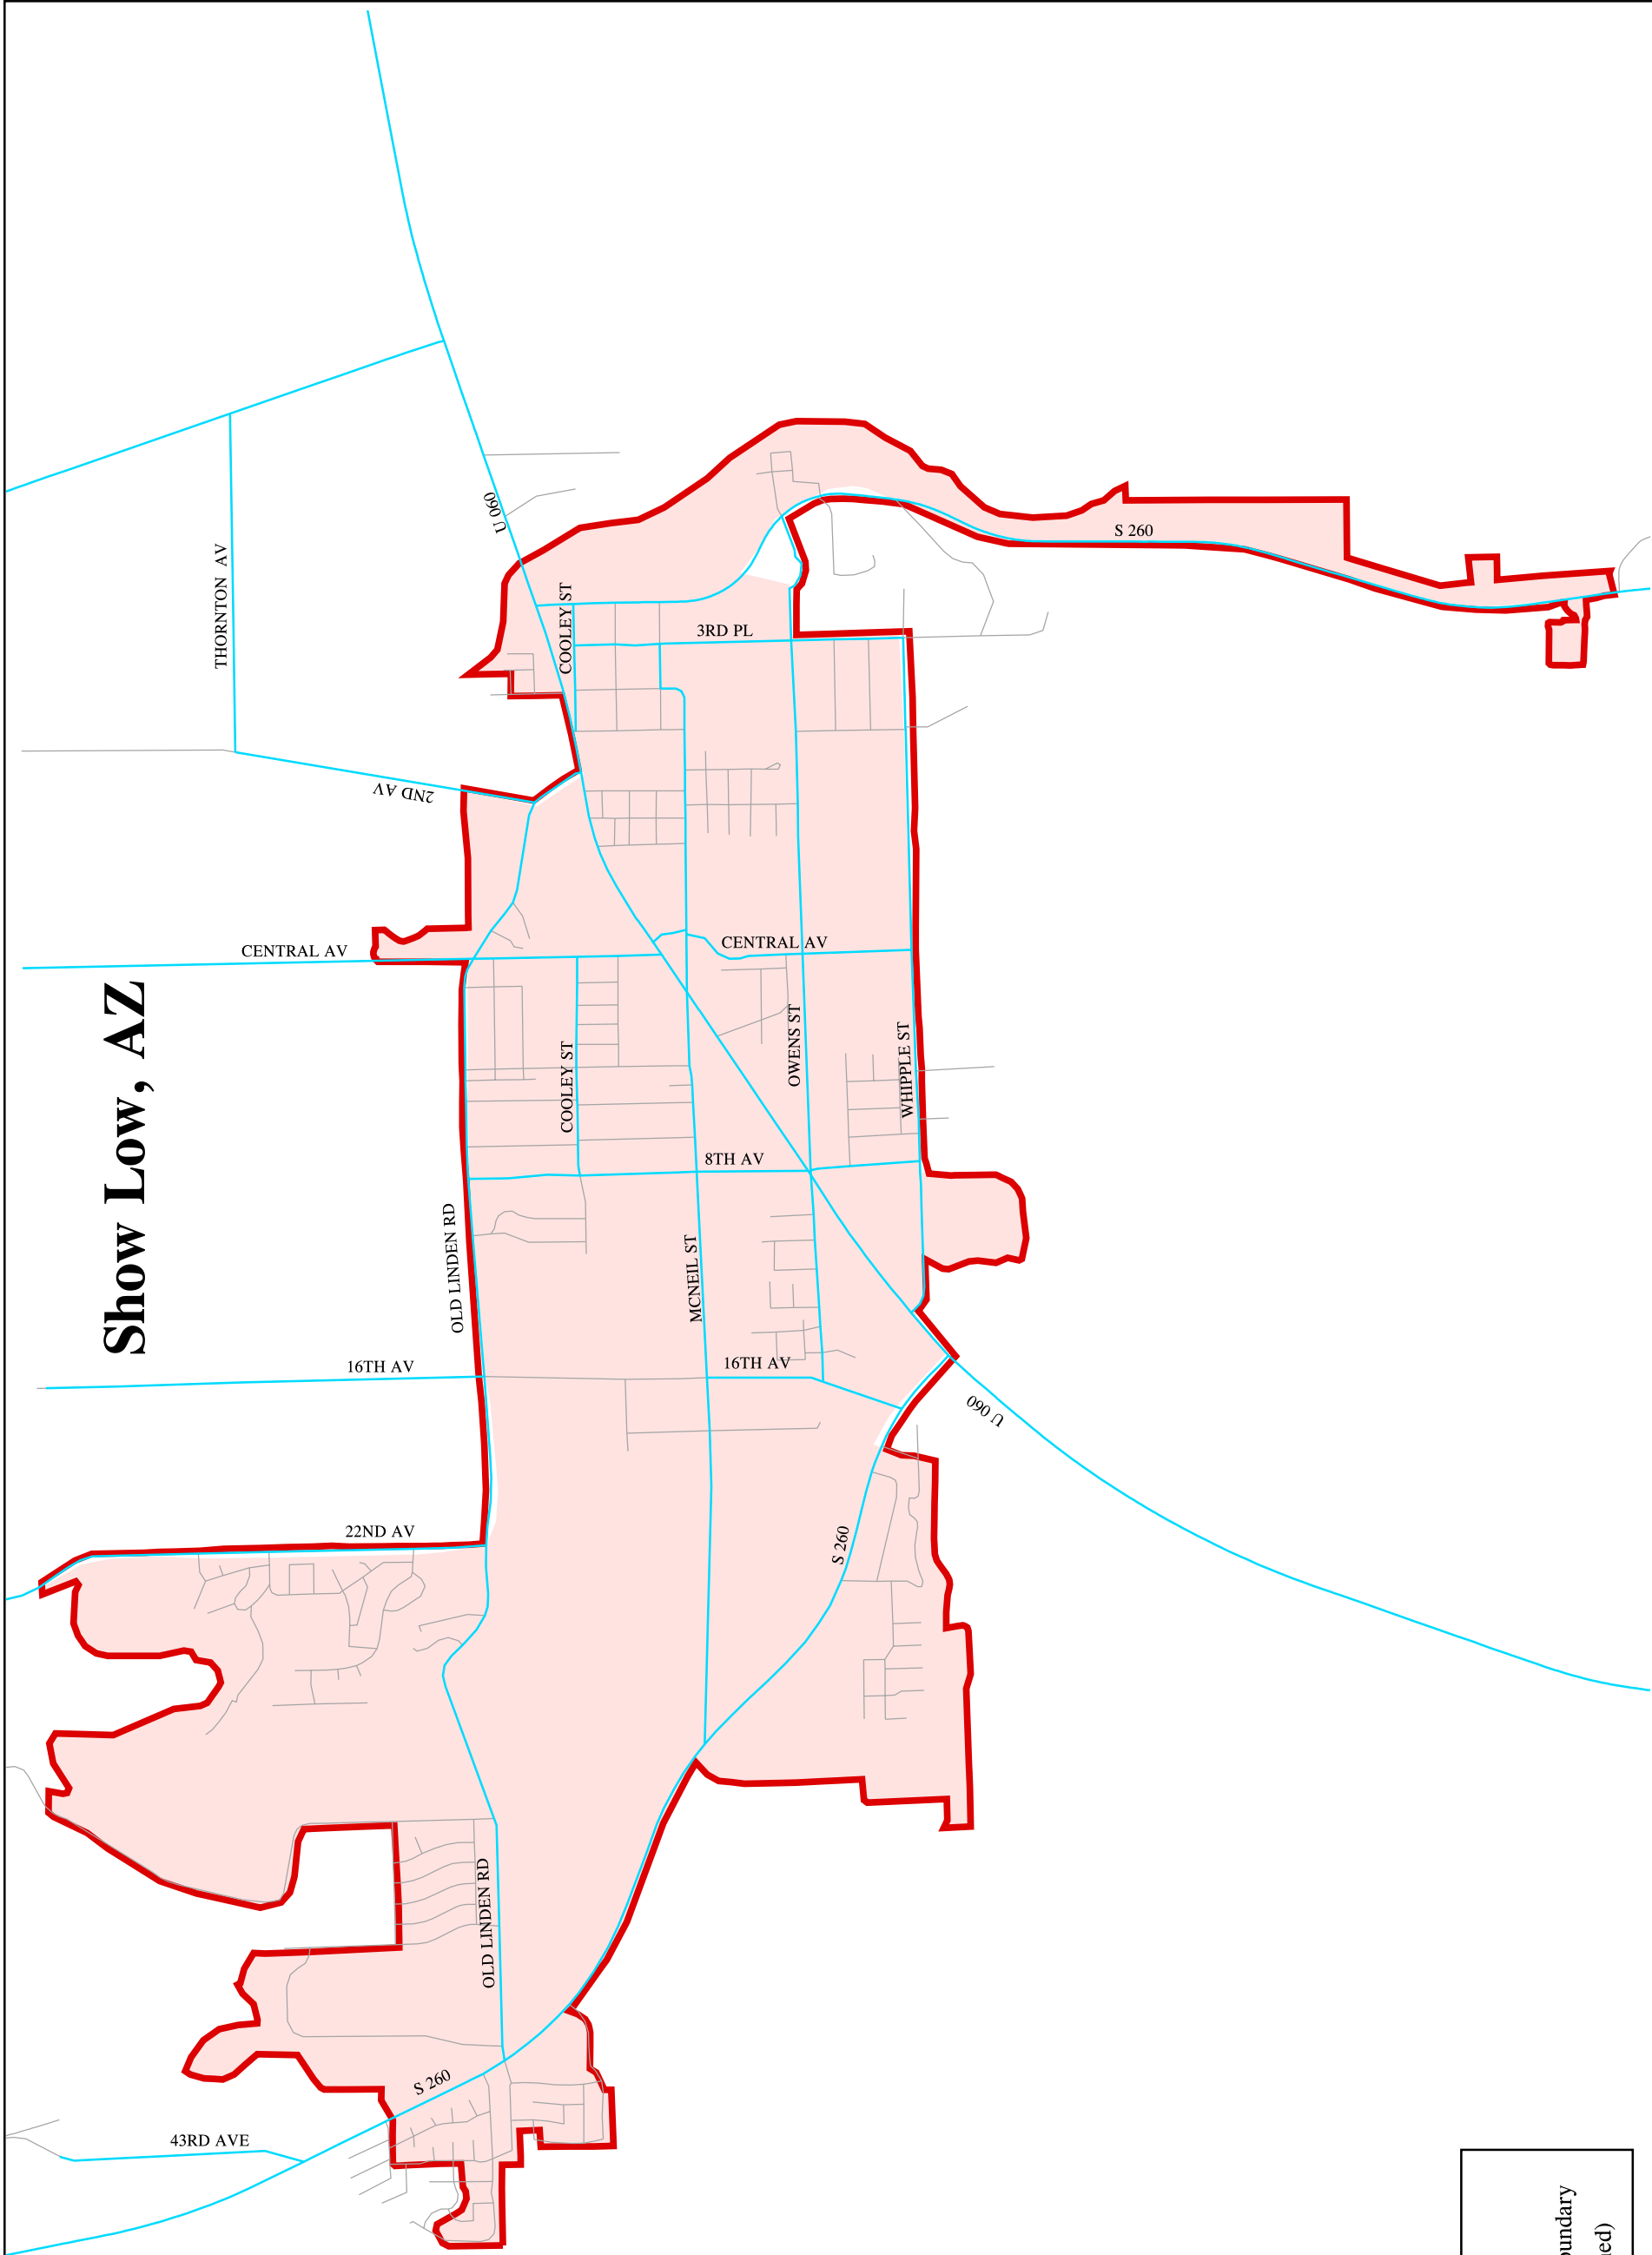 U 060
S 260
THORNTON AV
COOLEY ST
3RD PL
2ND AV
CENTRAL AV
CENTRAL AV
Show Low, AZ
OWENS ST
WHIPPLE ST
COOLEY ST
8TH AV
OLD LINDEN RD
MCNEIL ST
16TH AV
16TH AV
U 060
22ND AV
S 260
OLD LINDEN RD
S 260
43RD AVE